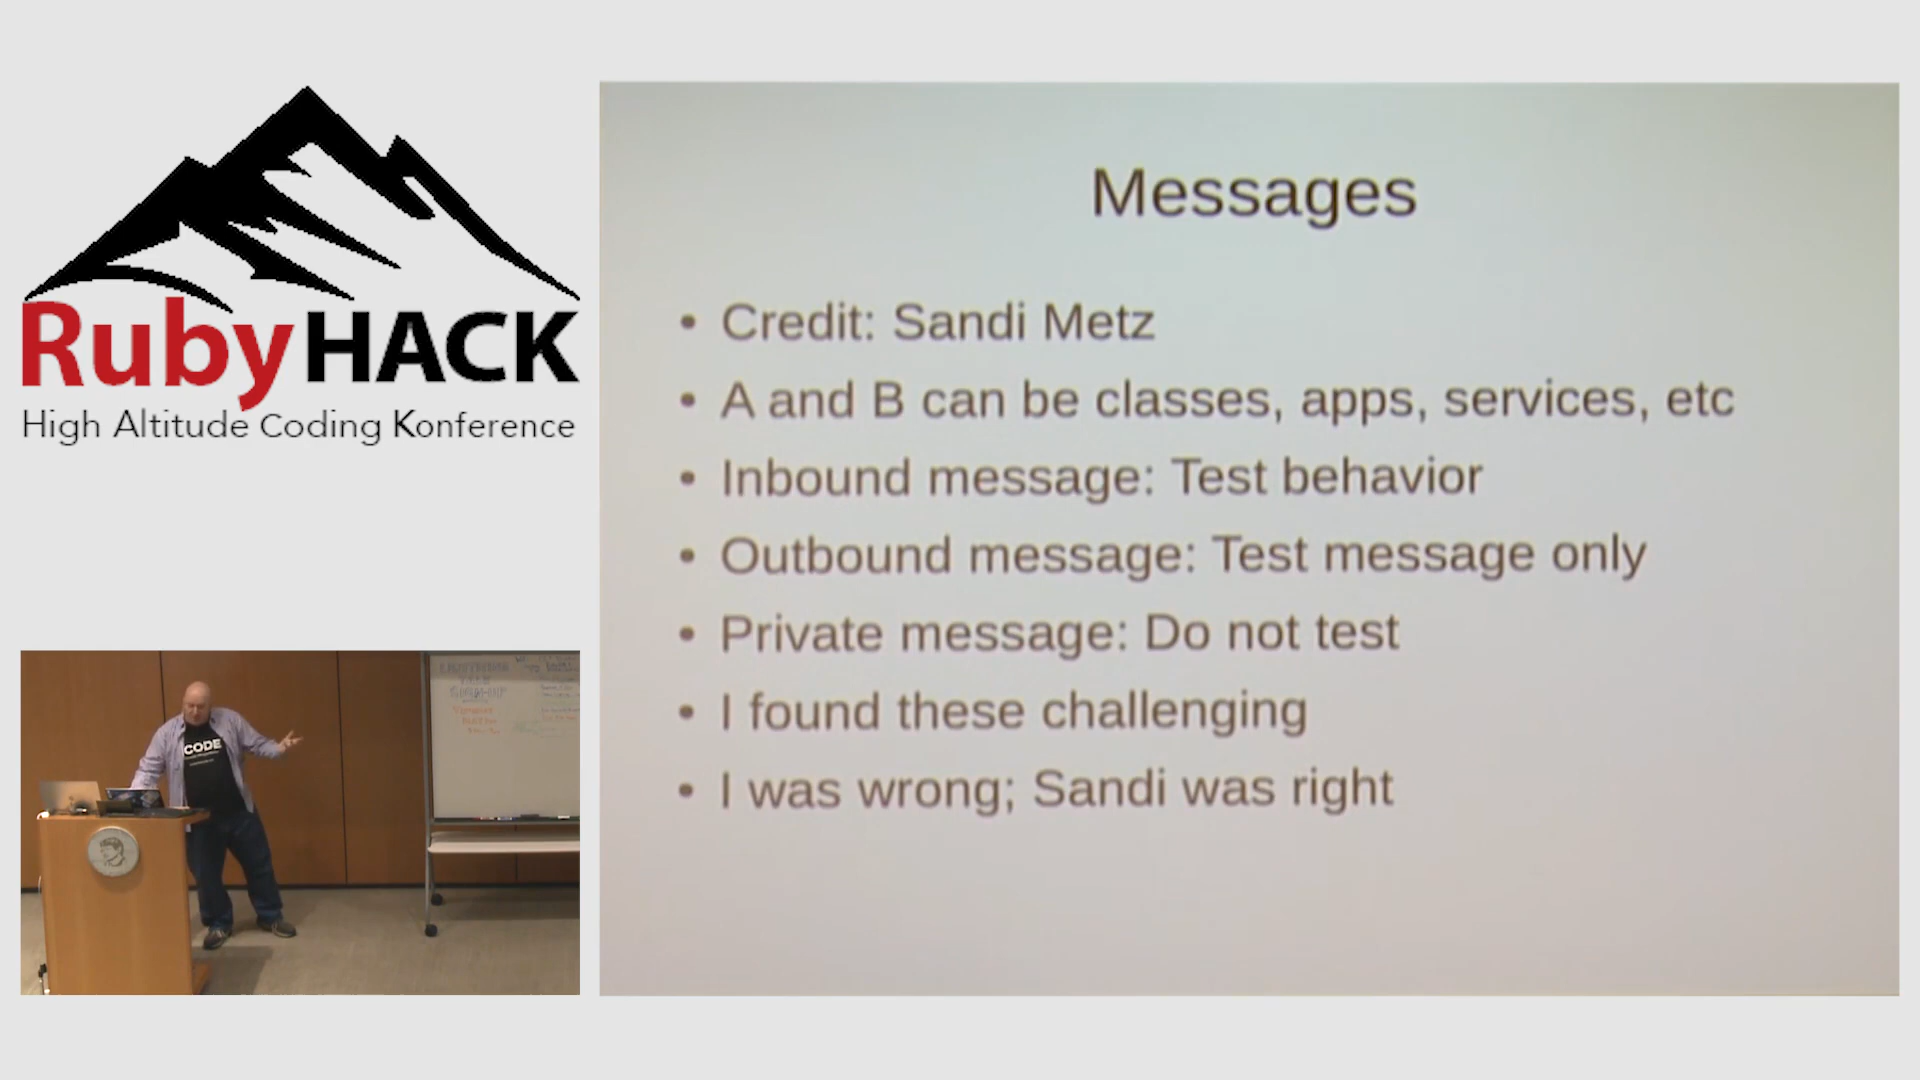 RubyHACK
High Altitude Coding Konference
Messages
• Credit: Sandi Metz
• A and B can be classes, apps, services, etc
• Inbound message: Test behavior
• Outbound message: Test message only
• Private message: Do not test
• I found these challenging
• I was wrong; Sandi was right
CODE